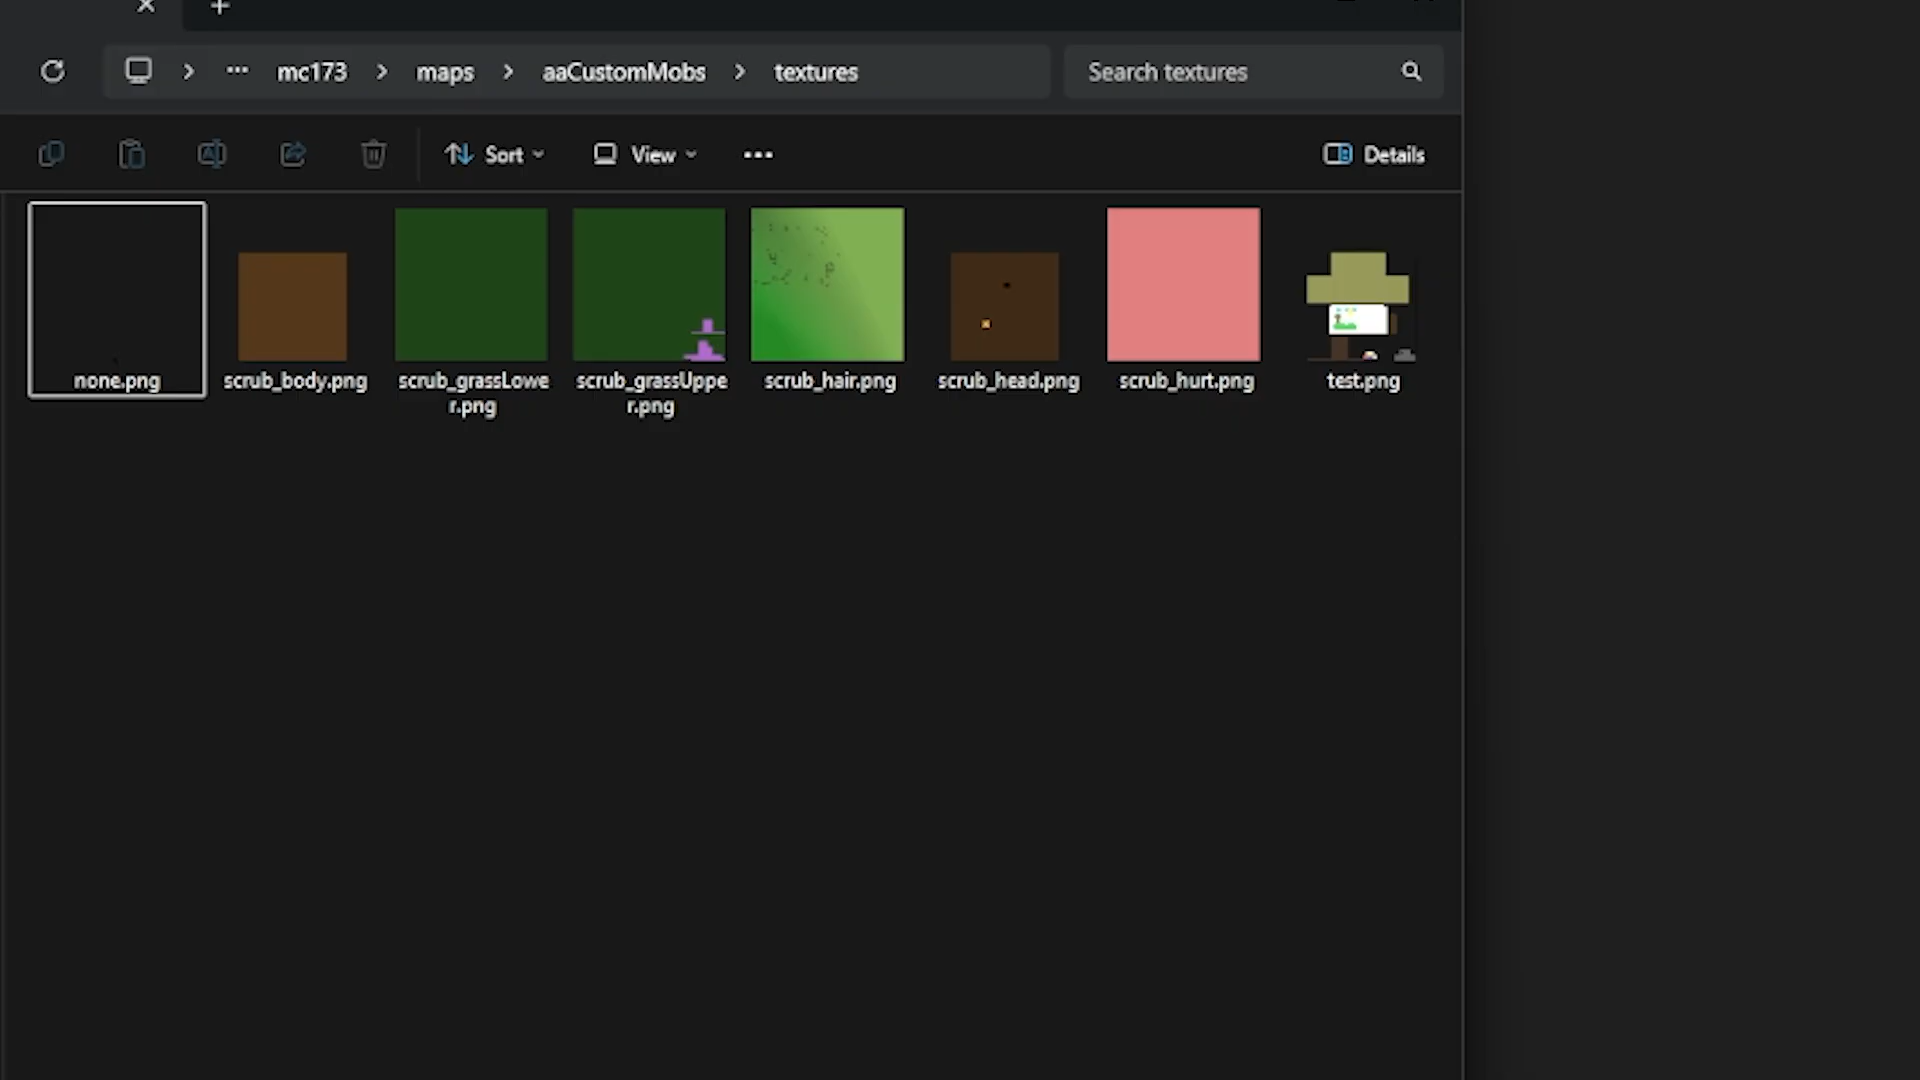 mc173 maps aaCustomMobs textures Search textures
Sort View Details
none.png scrub_body.png scrub_grassLowe scrub_grassUppe scrub_hair.png scrub_head.png scrub_hurt.png test.png
r.png r.png